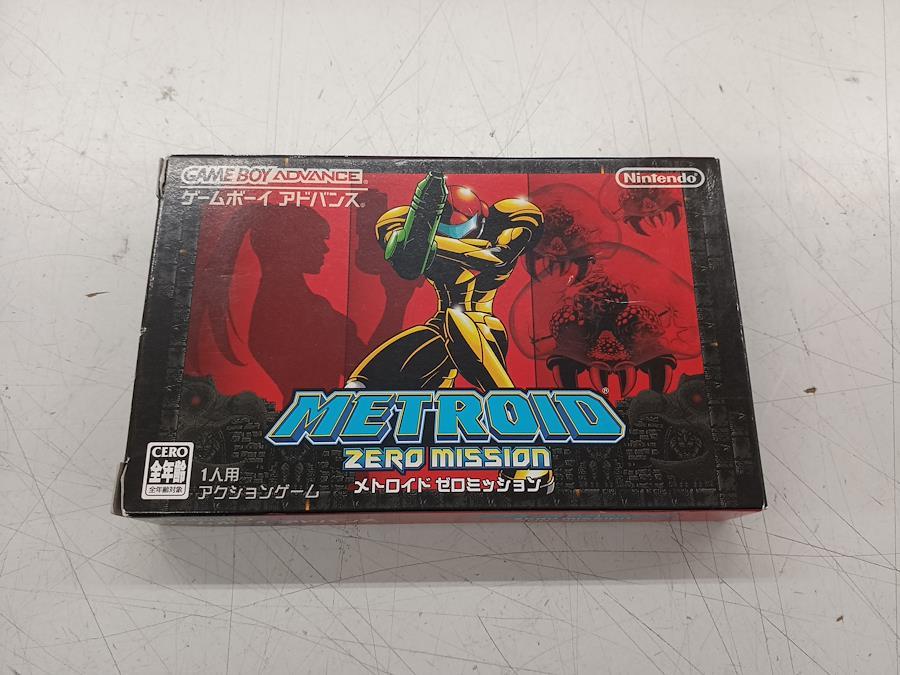 GAME BOY ADVANCE
ゲームボーイ アドバンス®
Nintendo®
METROID®
ZERO MISSION
メトロイド ゼロミッション
CERO
全年齢
全年齢対象
1人用
アクションゲーム